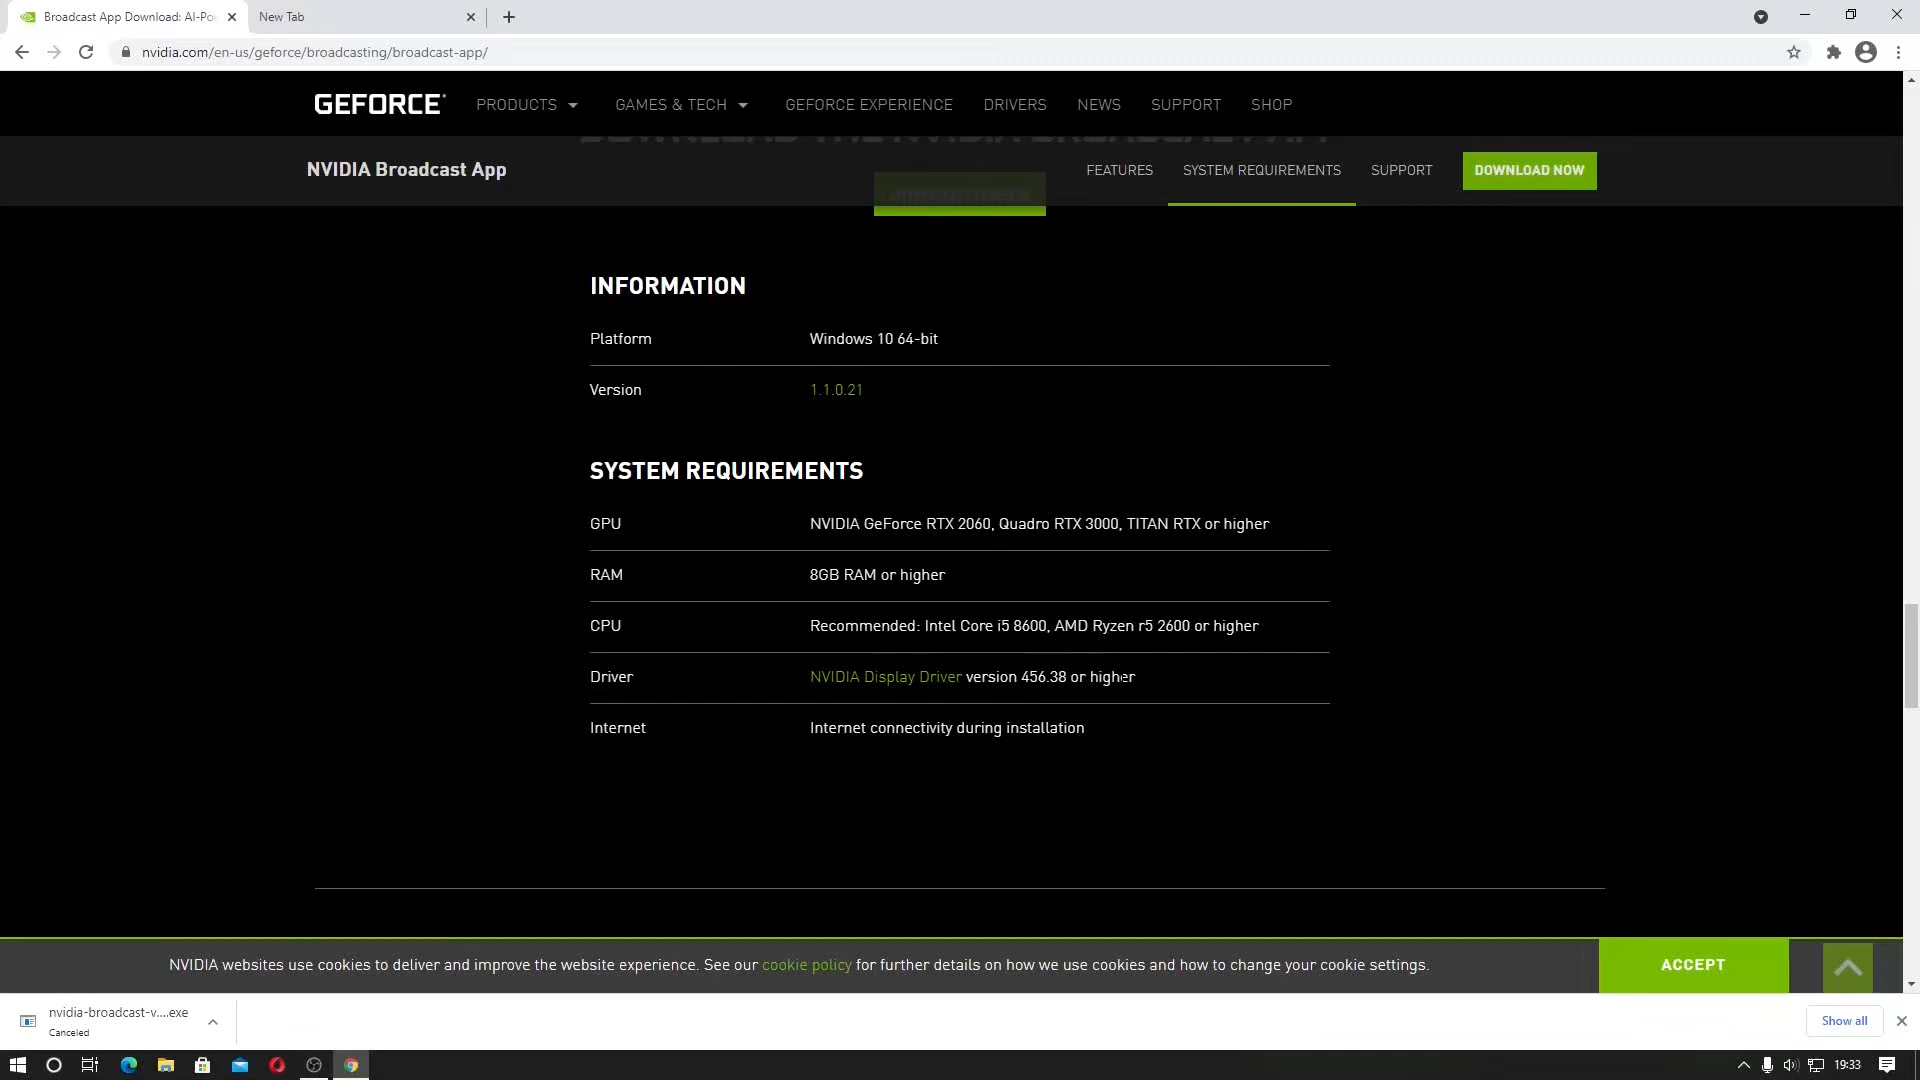 Broadcast App Download: AI-Po
New Tab
nvidia.com/en-us/geforce/broadcasting/broadcast-app/
GEFORCE
PRODUCTS
GAMES & TECH
GEFORCE EXPERIENCE
DRIVERS
NEWS
SUPPORT
SHOP
NVIDIA Broadcast App
FEATURES
SYSTEM REQUIREMENTS
SUPPORT
DOWNLOAD NOW
INFORMATION
Platform Windows 10 64-bit
Version 1.1.0.21
SYSTEM REQUIREMENTS
GPU NVIDIA GeForce RTX 2060, Quadro RTX 3000, TITAN RTX or higher
RAM 8GB RAM or higher
CPU Recommended: Intel Core i5 8600, AMD Ryzen r5 2600 or higher
Driver NVIDIA Display Driver version 456.38 or higher
Internet Internet connectivity during installation
NVIDIA websites use cookies to deliver and improve the website experience. See our cookie policy for further details on how we use cookies and how to change your cookie settings.
ACCEPT
nvidia-broadcast-v....exe
Canceled
Show all
19:33